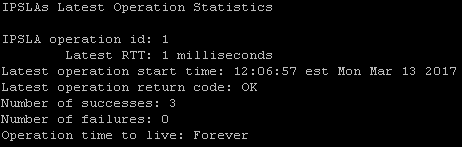 IPSLAs Latest Operation Statistics

IPSLA operation id: 1
        Latest RTT: 1 milliseconds
Latest operation start time: 12:06:57 est Mon Mar 13 2017
Latest operation return code: OK
Number of successes: 3
Number of failures: 0
Operation time to live: Forever